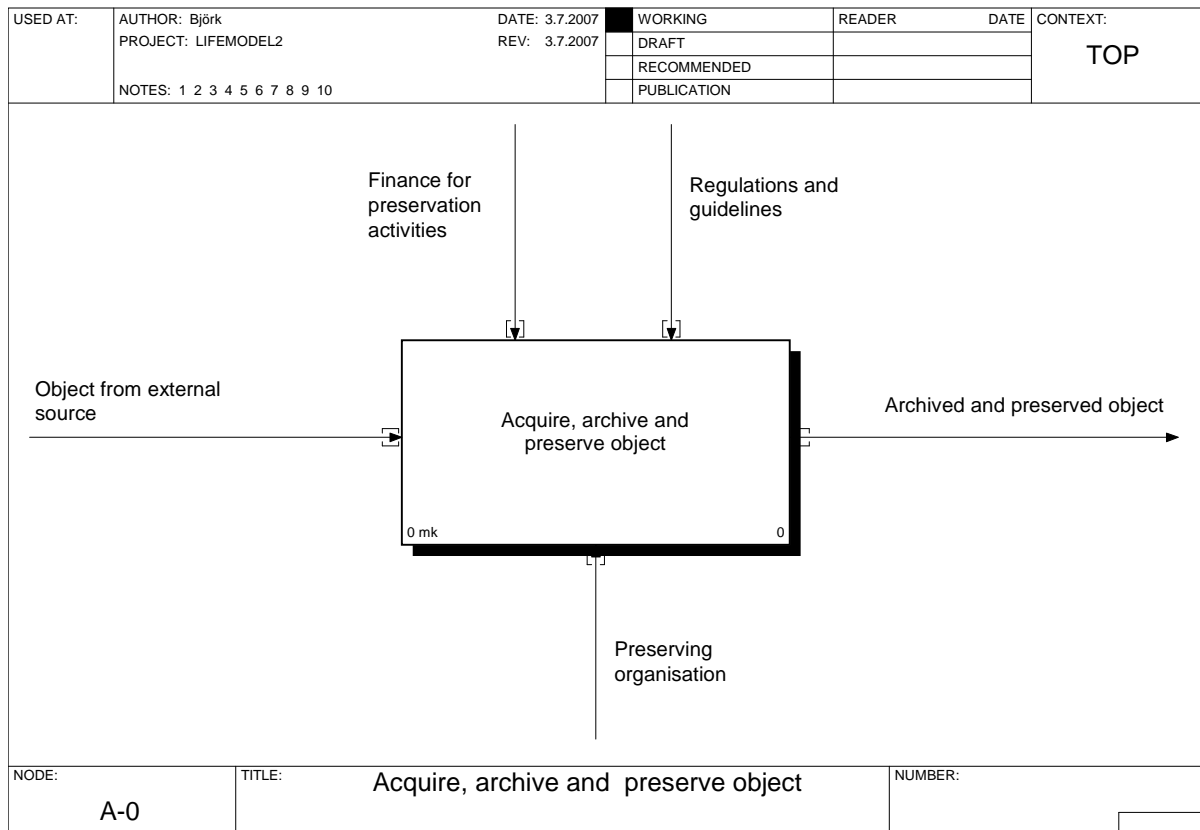 USED AT:
AUTHOR: Björk
DATE: 3.7.2007
PROJECT: LIFEMODEL2
REV: 3.7.2007
NOTES: 1 2 3 4 5 6 7 8 9 10
WORKING
DRAFT
RECOMMENDED
PUBLICATION
READER
DATE
CONTEXT:
TOP
Finance for
preservation
activities
Regulations and
guidelines
Object from external
source
Acquire, archive and
preserve object
0 mk
0
Archived and preserved object
Preserving
organisation
NODE:
A-0
TITLE:
Acquire, archive and preserve object
NUMBER: